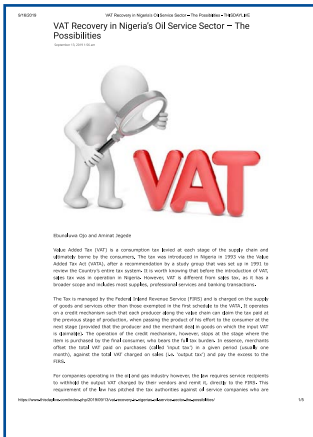 9/18/2019
VAT Recovery in Nigeria's Oil Service Sector – The Possibilities – THISDAYLIVE
VAT Recovery in Nigeria's Oil Service Sector – The
Possibilities
September 17, 2019 1:09 am
VAT
Ebunoluwa Ojo and Aminat Jegede
Value Added Tax (VAT) is a consumption tax levied at each stage of the supply chain and
ultimately borne by the consumers. The tax was introduced in Nigeria in 1993 via the Value
Added Tax Act (VATA), after a recommendation by a study group that was set up in 1991 to
review the Country's entire tax system. It is worth knowing that before the introduction of VAT,
sales tax was in operation in Nigeria. However, VAT is different from sales tax, as it has a
broader scope and includes most supplies, professional services and banking transactions.
The Tax is managed by the Federal Inland Revenue Service (FIRS) and is charged on the supply
of goods and services other than those exempted in the first schedule to the VATA. It operates
on a credit mechanism such that each producer along the value chain can claim the tax paid at
the previous stage of production, when passing the product of his effort to the consumer at the
next stage (provided that the producer and the merchant deal in goods on which the input VAT
is claimable). The operation of the credit mechanism, however, stops at the stage where the
item is purchased by the final consumer, who bears the full tax burden. In essence, merchants
offset the total VAT paid on purchases (called 'input tax') in a given period (usually one
month), against the total VAT charged on sales (i.e. 'output tax') and pay the excess to the
FIRS.
For companies operating in the oil and gas industry however, the law requires service recipients
to withhold the output VAT charged by their vendors and remit it, directly to the FIRS. This
requirement of the law has pitched the tax authorities against oil service companies who are
1/5